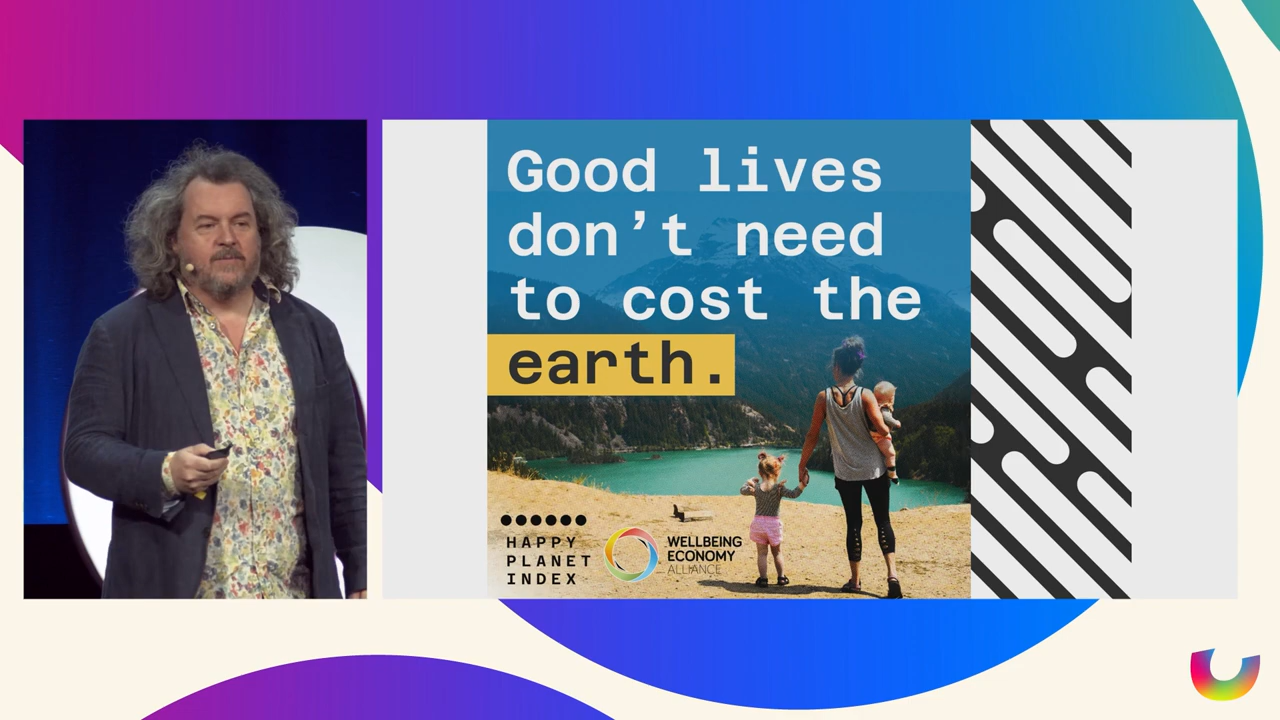 Good lives
don’t need
to cost the
earth.
HAPPY
PLANET
INDEX
WELLBEING
ECONOMY
ALLIANCE